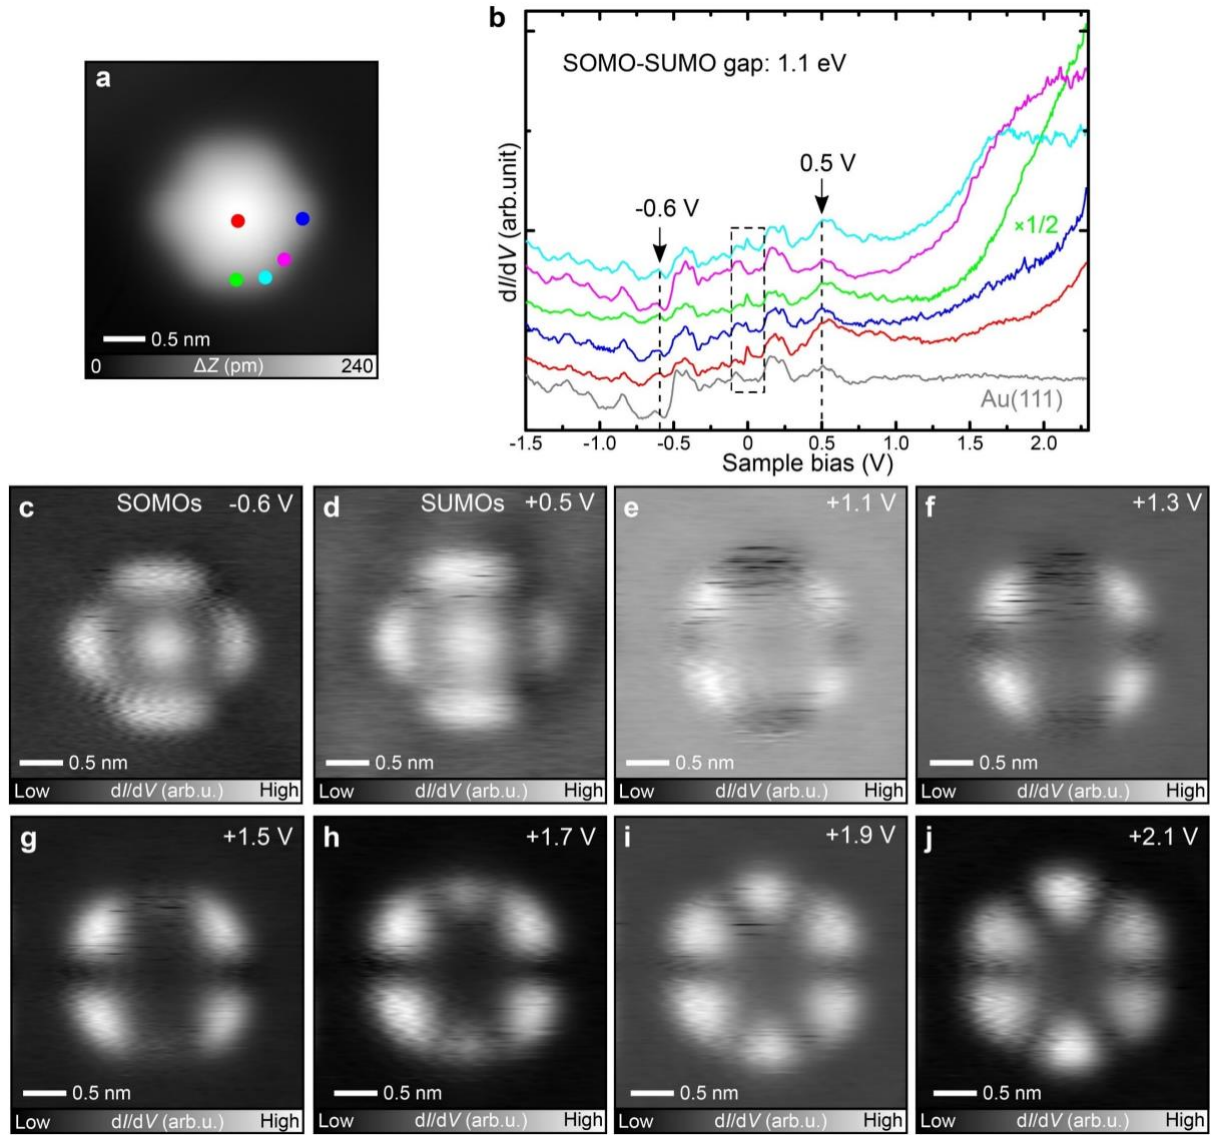 a
0.5 nm
0 ΔZ (pm) 240
b
SOMO-SUMO gap: 1.1 eV
0.5 V
-0.6 V
×1/2
Au(111)
dI/dV (arb.unit)
-1.5 -1.0 -0.5 0 0.5 1.0 1.5 2.0
Sample bias (V)
c SOMOs -0.6 V
0.5 nm
Low dI/dV (arb.u.) High
d SUMOs +0.5 V
0.5 nm
Low dI/dV (arb.u.) High
e +1.1 V
0.5 nm
Low dI/dV (arb.u.) High
f +1.3 V
0.5 nm
Low dI/dV (arb.u.) High
g +1.5 V
0.5 nm
Low dI/dV (arb.u.) High
h +1.7 V
0.5 nm
Low dI/dV (arb.u.) High
i +1.9 V
0.5 nm
Low dI/dV (arb.u.) High
j +2.1 V
0.5 nm
Low dI/dV (arb.u.) High